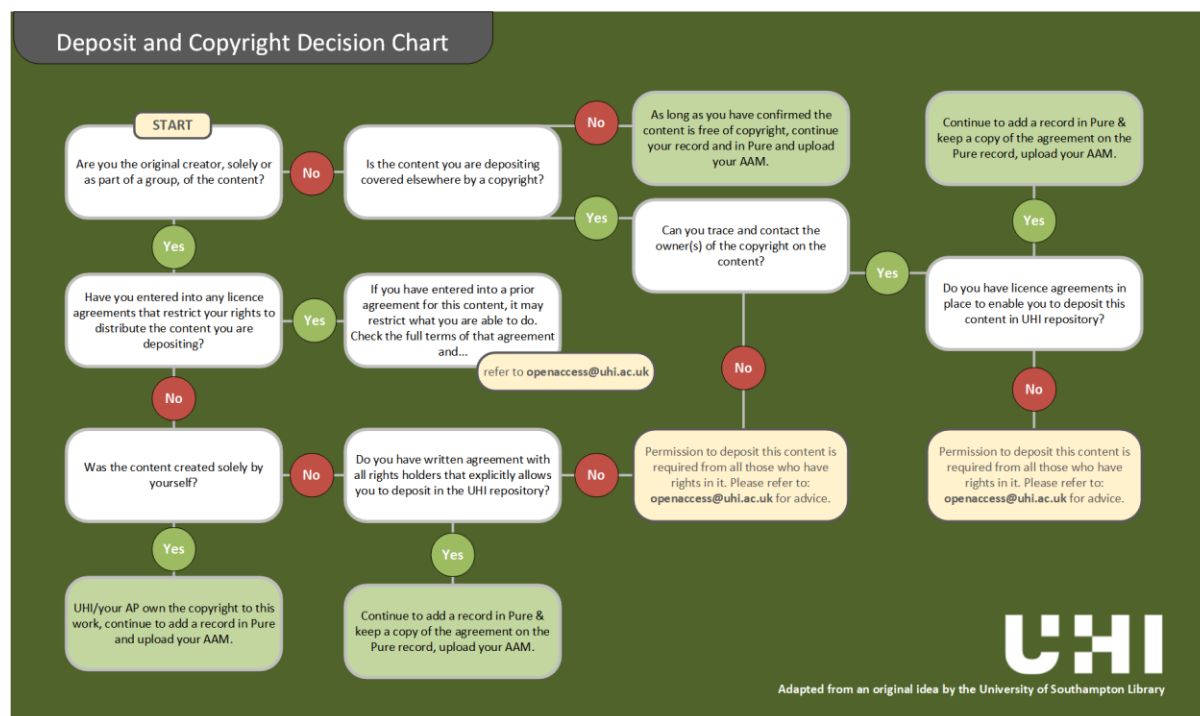 Deposit and Copyright Decision Chart
START
Are you the original creator, solely or
as part of a group, of the content?
No
Is the content you are depositing
covered elsewhere by a copyright?
No
As long as you have confirmed the
content is free of copyright, continue
your record and in Pure and upload
your AAM.
Yes
Can you trace and contact the
owner(s) of the copyright on the
content?
Yes
Do you have licence agreements in
place to enable you to deposit this
content in UHI repository?
Yes
Continue to add a record in Pure &
keep a copy of the agreement on the
Pure record, upload your AAM.
No
Permission to deposit this content is
required from all those who have
rights in it. Please refer to:
openaccess@uhi.ac.uk for advice.
No
Permission to deposit this content is
required from all those who have
rights in it. Please refer to:
openaccess@uhi.ac.uk for advice.
Yes
Have you entered into any licence
agreements that restrict your rights to
distribute the content you are
depositing?
Yes
If you have entered into a prior
agreement for this content, it may
restrict what you are able to do.
Check the full terms of that agreement
and...
refer to openaccess@uhi.ac.uk
No
Was the content created solely by
yourself?
No
Do you have written agreement with
all rights holders that explicitly allows
you to deposit in the UHI repository?
No
Yes
UHI/your AP own the copyright to this
work, continue to add a record in Pure
and upload your AAM.
Yes
Continue to add a record in Pure &
keep a copy of the agreement on the
Pure record, upload your AAM.
UHI
Adapted from an original idea by the University of Southampton Library